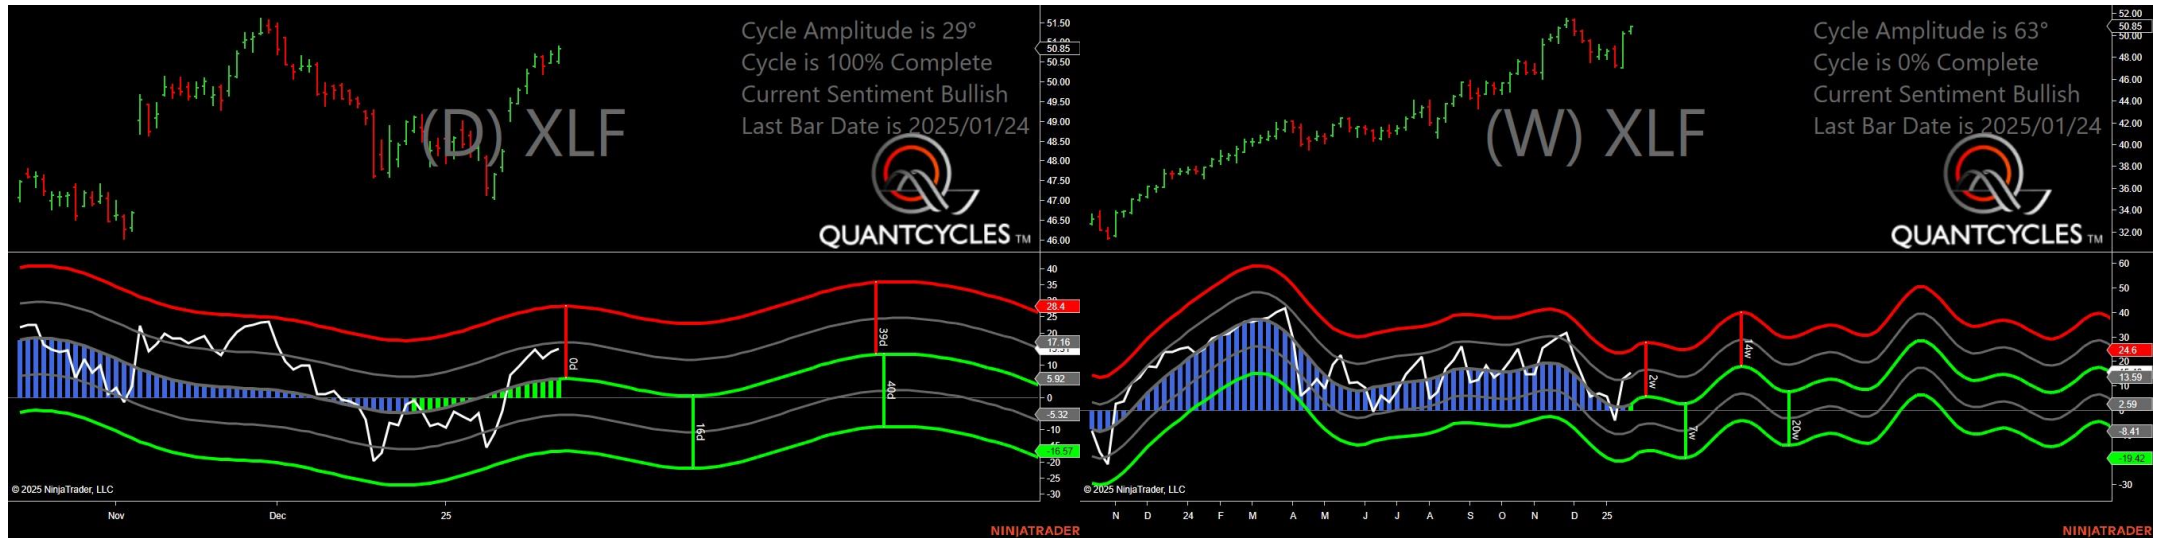 Cycle Amplitude is 29°
Cycle is 100% Complete
Current Sentiment Bullish
Last Bar Date is 2025/01/24
(D) XLF
QUANTCYCLES TM
51.50
50.85
50.50
50.00
49.50
49.00
48.50
48.00
47.50
47.00
46.50
46.00
40
35
28.4
25
20
17.16
10
5.92
0
-5.32
-10
-16.57
-20
-25
-30
0d
16d
39d
40d
© 2025 NinjaTrader, LLC
Nov
Dec
25
NINJATRADER
Cycle Amplitude is 63°
Cycle is 0% Complete
Current Sentiment Bullish
Last Bar Date is 2025/01/24
(W) XLF
QUANTCYCLES TM
52.00
50.85
50.00
48.00
46.00
44.00
42.00
40.00
38.00
36.00
34.00
32.00
60
50
40
30
24.6
13.59
10
2.59
-8.41
-19.42
-30
2w
7w
14w
20w
© 2025 NinjaTrader, LLC
N D 24 F M A M J J A S O N D 25
NINJATRADER